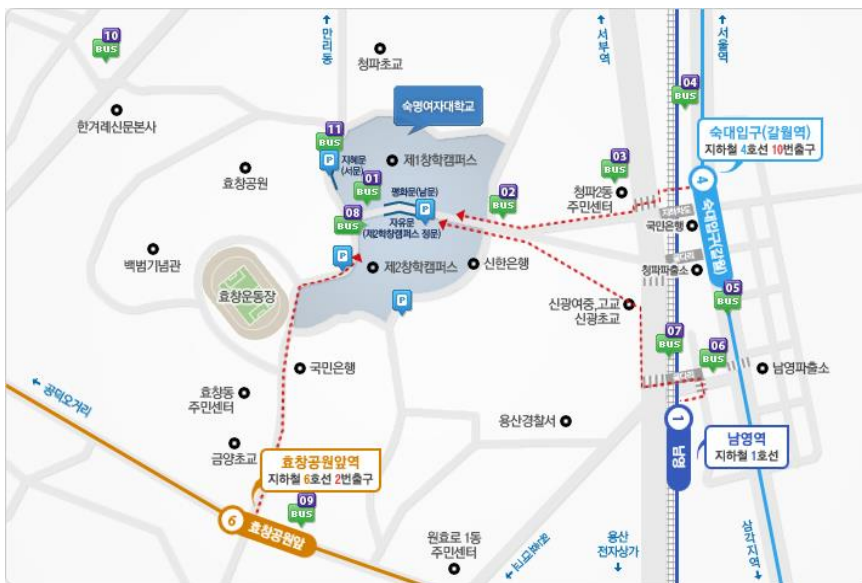 10
BUS
한겨레신문본사
만리동
청파초교
서부역
서울역
04
BUS
숙명여자대학교
숙대입구(갈월역)
지하철 4호선 10번출구
11
BUS
P
지혜문
(서문)
제1창학캠퍼스
효창공원
01
BUS
평화문(남문)
02
BUS
03
BUS
청파2동
주민센터
4
숙대입구(갈월)
지하차도
국민은행
08
BUS
P
자유문
(제2창학캠퍼스 정문)
백범기념관
P
제2창학캠퍼스
신한은행
굴다리
청파파출소
효창운동장
P
05
BUS
신광여중,고교
신광초교
07
BUS
06
BUS
굴다리
남영파출소
국민은행
공덕오거리
효창동
주민센터
금양초교
용산경찰서
1
남영
남영역
지하철 1호선
효창공원앞역
지하철 6호선 2번출구
09
BUS
6
효창공원앞
원효로 1동
주민센터
용산
전자상가
삼각지역